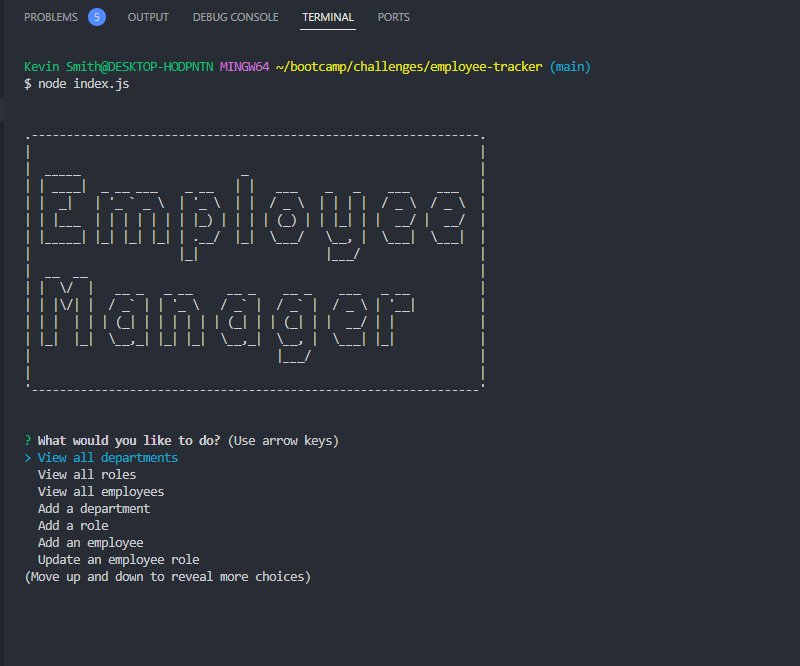 PROBLEMS 5 OUTPUT DEBUG CONSOLE TERMINAL PORTS
Kevin Smith@DESKTOP-HODPNTN MINGW64 ~/bootcamp/challenges/employee-tracker (main)
$ node index.js
Employee
Manager
? What would you like to do? (Use arrow keys)
> View all departments
View all roles
View all employees
Add a department
Add a role
Add an employee
Update an employee role
(Move up and down to reveal more choices)